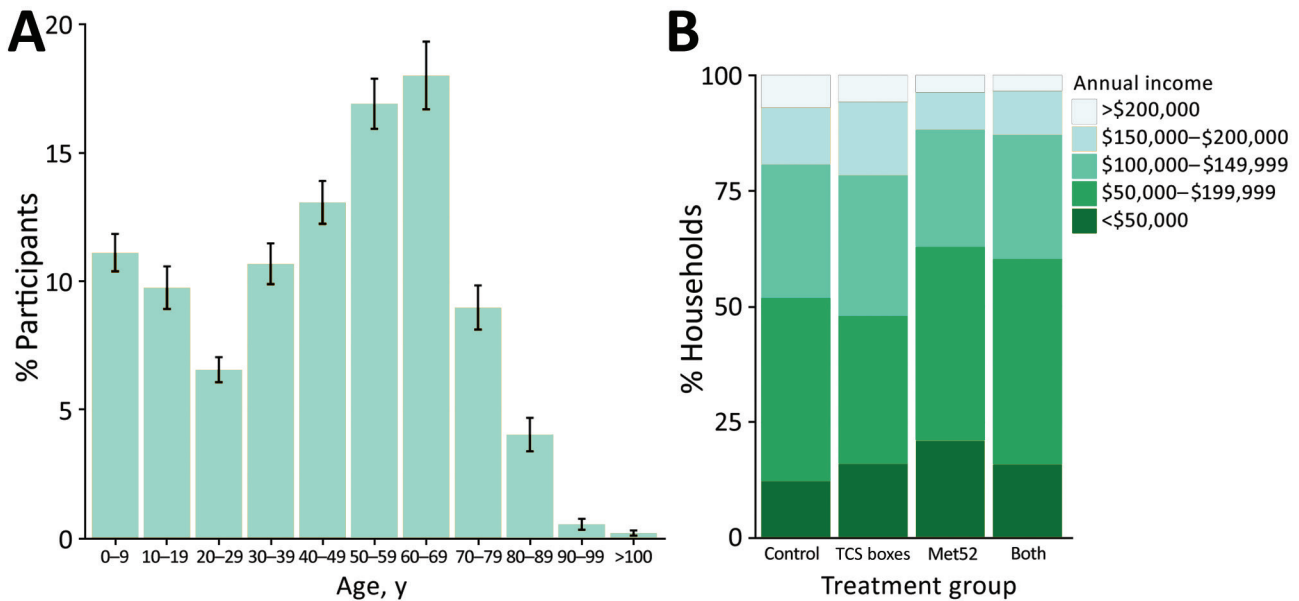 A
20
15
10
5
0
% Participants
0–9 10–19 20–29 30–39 40–49 50–59 60–69 70–79 80–89 90–99 >100
Age, y
B
100
75
50
25
0
% Households
Control TCS boxes Met52 Both
Treatment group
Annual income
>$200,000
$150,000–$200,000
$100,000–$149,999
$50,000–$199,999
<$50,000